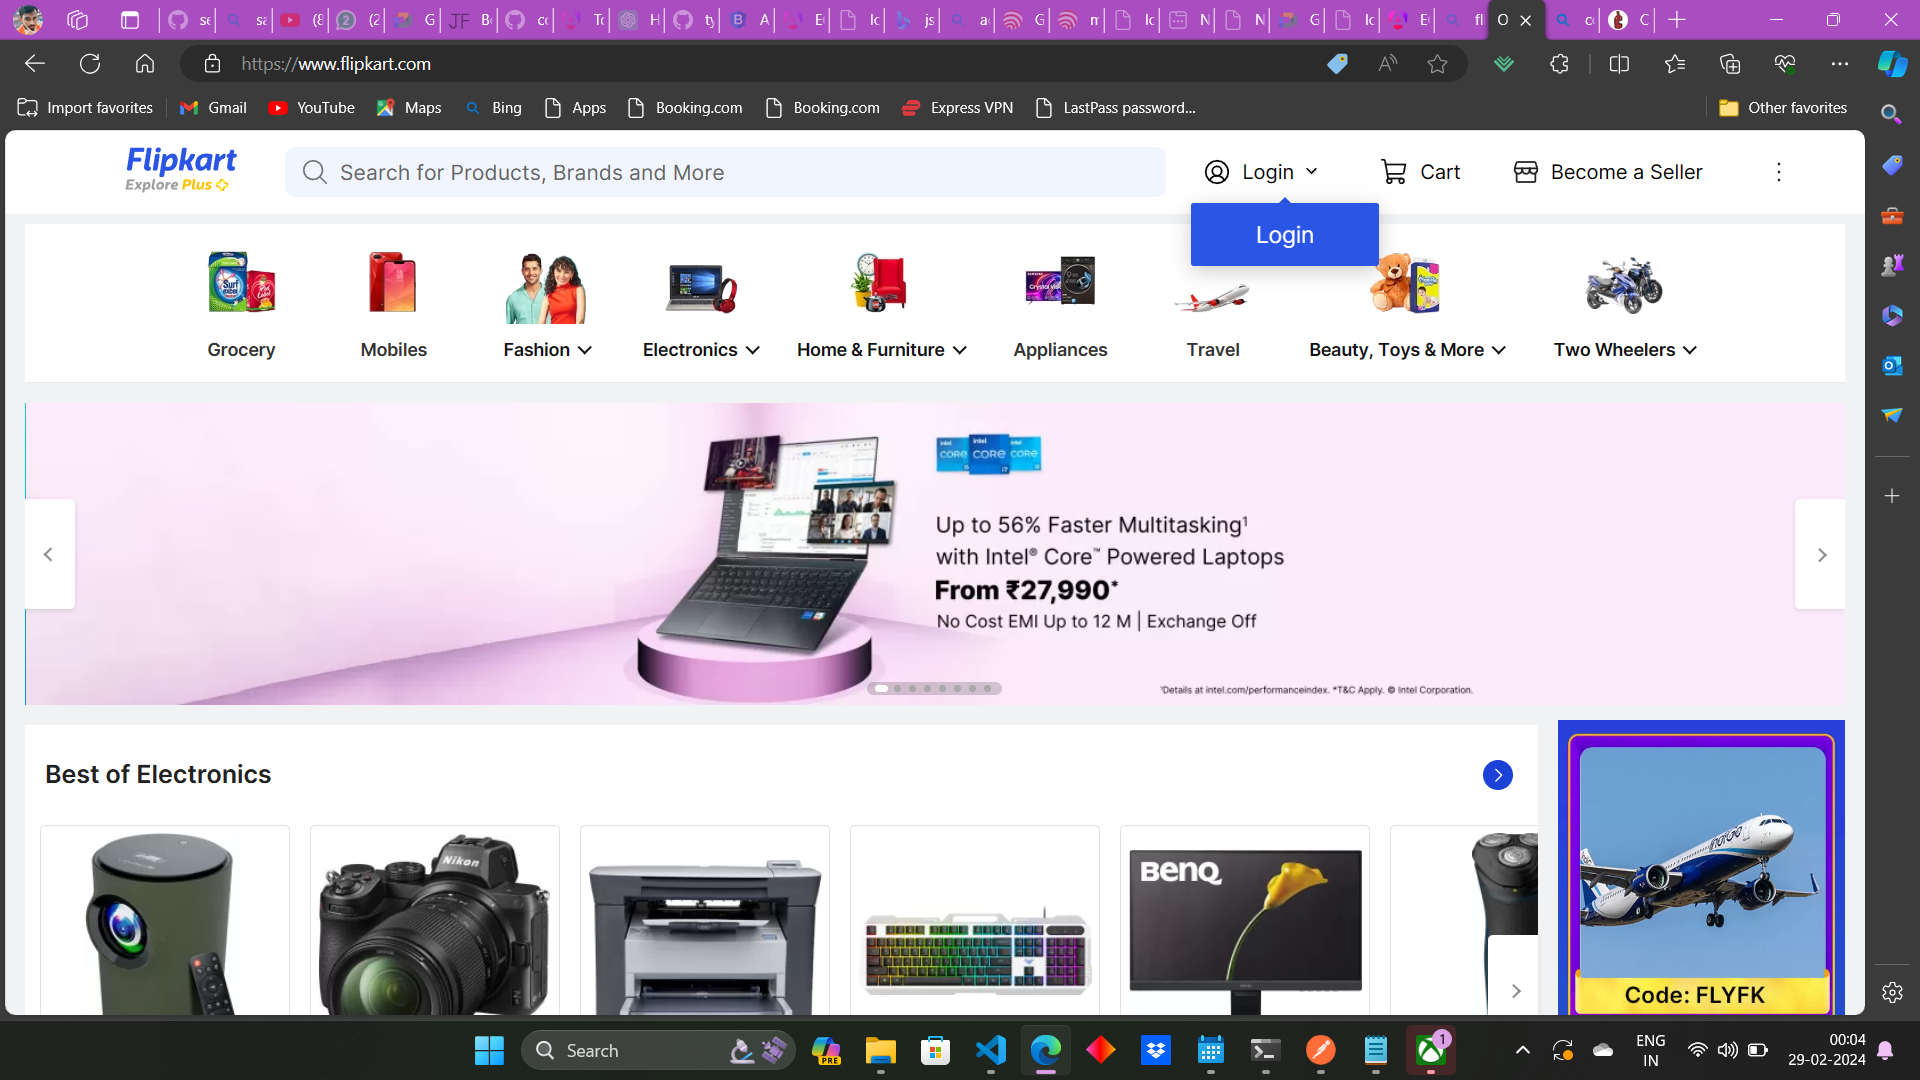 https://www.flipkart.com
Import favorites
Gmail
YouTube
Maps
Bing
Apps
Booking.com
Booking.com
Express VPN
LastPass password...
Other favorites
Flipkart
Explore Plus
Search for Products, Brands and More
Login
Cart
Become a Seller
Login
Grocery
Mobiles
Fashion
Electronics
Home & Furniture
Appliances
Travel
Beauty, Toys & More
Two Wheelers
intel
CORE
CORE
CORE
Up to 56% Faster Multitasking¹
with Intel® Core™ Powered Laptops
From ₹27,990*
No Cost EMI Up to 12 M | Exchange Off
¹Details at intel.com/performanceindex. *T&C Apply. © Intel Corporation.
Best of Electronics
Nikon
BENQ
IndiGo
Code: FLYFK
Search
PRE
1
ENG
IN
00:04
29-02-2024